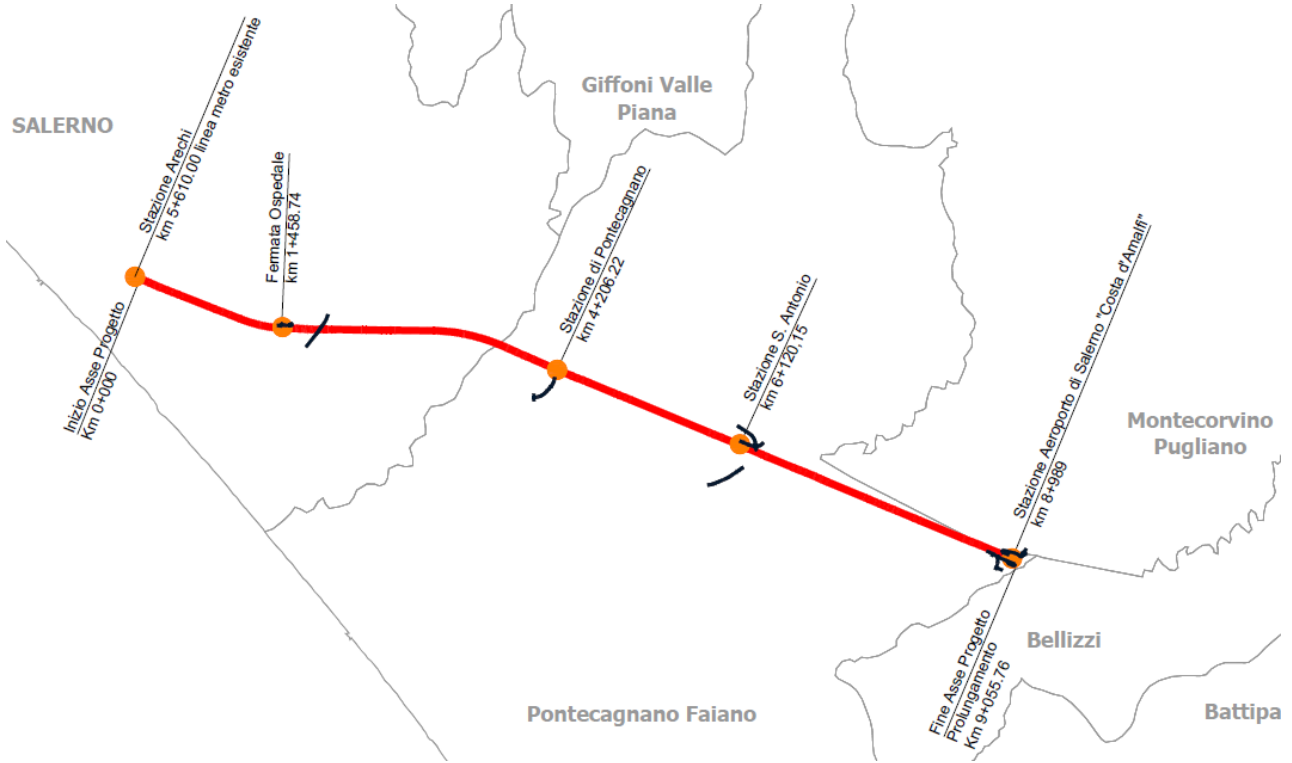 SALERNO
Giffoni Valle
Piana
Stazione Arechi
km 5+610.00 linea metro esistente
Inizio Asse Progetto
Km 0+000
Fermata Ospedale
km 1+458.74
Stazione di Pontecagnano
km 4+206.22
Stazione S. Antonio
km 6+120,15
Stazione Aeroporto di Salerno "Costa d'Amalfi"
km 8+989
Montecorvino
Pugliano
Fine Asse Progetto
Prolungamento
Km 9+055.76
Bellizzi
Pontecagnano Faiano
Battipa